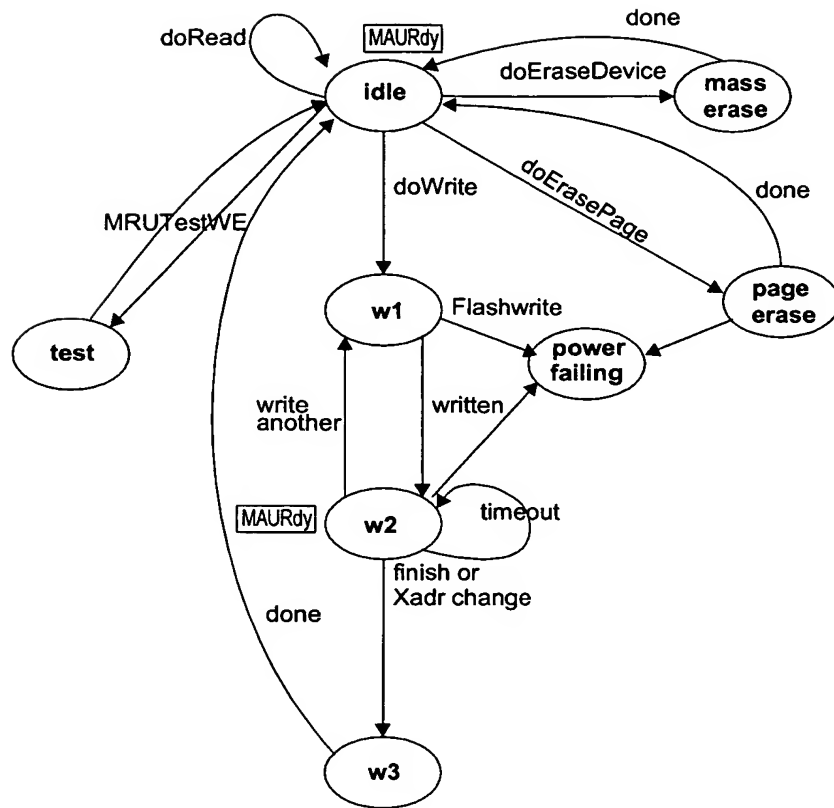 done
doRead
MAURdy
doEraseDevice
idle
mass
erase
doWrite
doErasePage
done
MRUTestWE
w1
Flashwrite
page
erase
test
power
failing
write
another
written
MAURdy
w2
timeout
finish or
Xadr change
done
w3